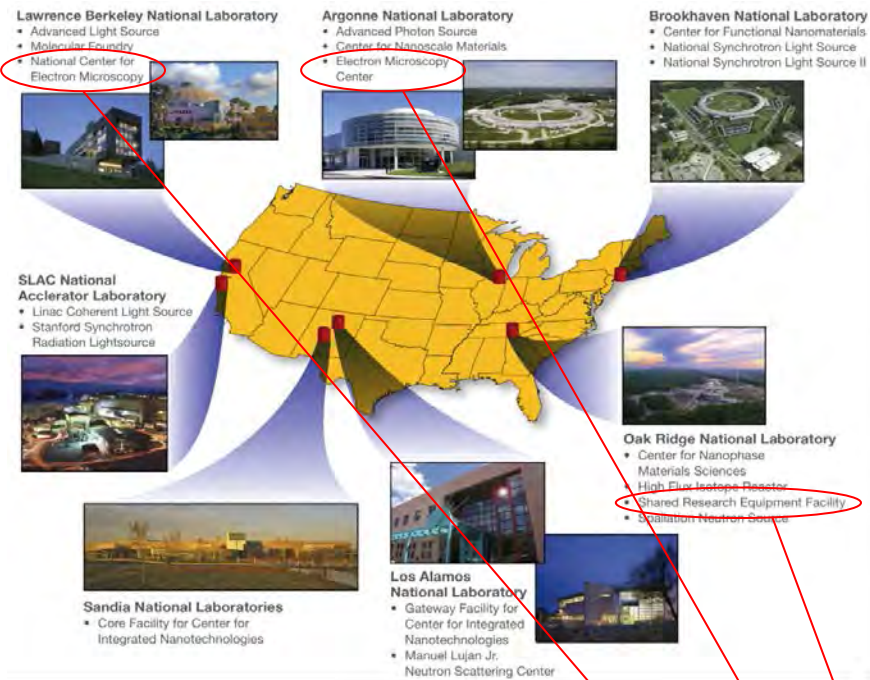 Lawrence Berkeley National Laboratory
• Advanced Light Source
• Molecular Foundry
• National Center for
Electron Microscopy
Argonne National Laboratory
• Advanced Photon Source
• Center for Nanoscale Materials
• Electron Microscopy
Center
Brookhaven National Laboratory
• Center for Functional Nanomaterials
• National Synchrotron Light Source
• National Synchrotron Light Source II
SLAC National
Acclerator Laboratory
• Linac Coherent Light Source
• Stanford Synchrotron
Radiation Lightsource
Oak Ridge National Laboratory
• Center for Nanophase
Materials Sciences
• High Flux Isotope Reactor
• Shared Research Equipment Facility
• Spallation Neutron Source
Sandia National Laboratories
• Core Facility for Center for
Integrated Nanotechnologies
Los Alamos
National Laboratory
• Gateway Facility for
Center for Integrated
Nanotechnologies
• Manuel Lujan Jr.
Neutron Scattering Center